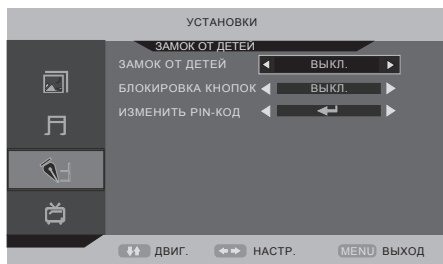 УСТАНОВКИ
ЗАМОК ОТ ДЕТЕЙ
ЗАМОК ОТ ДЕТЕЙ ВЫКЛ.
БЛОКИРОВКА КНОПОК ВЫКЛ.
ИЗМЕНИТЬ PIN-КОД
ДВИГ. НАСТР. MENU ВЫХОД